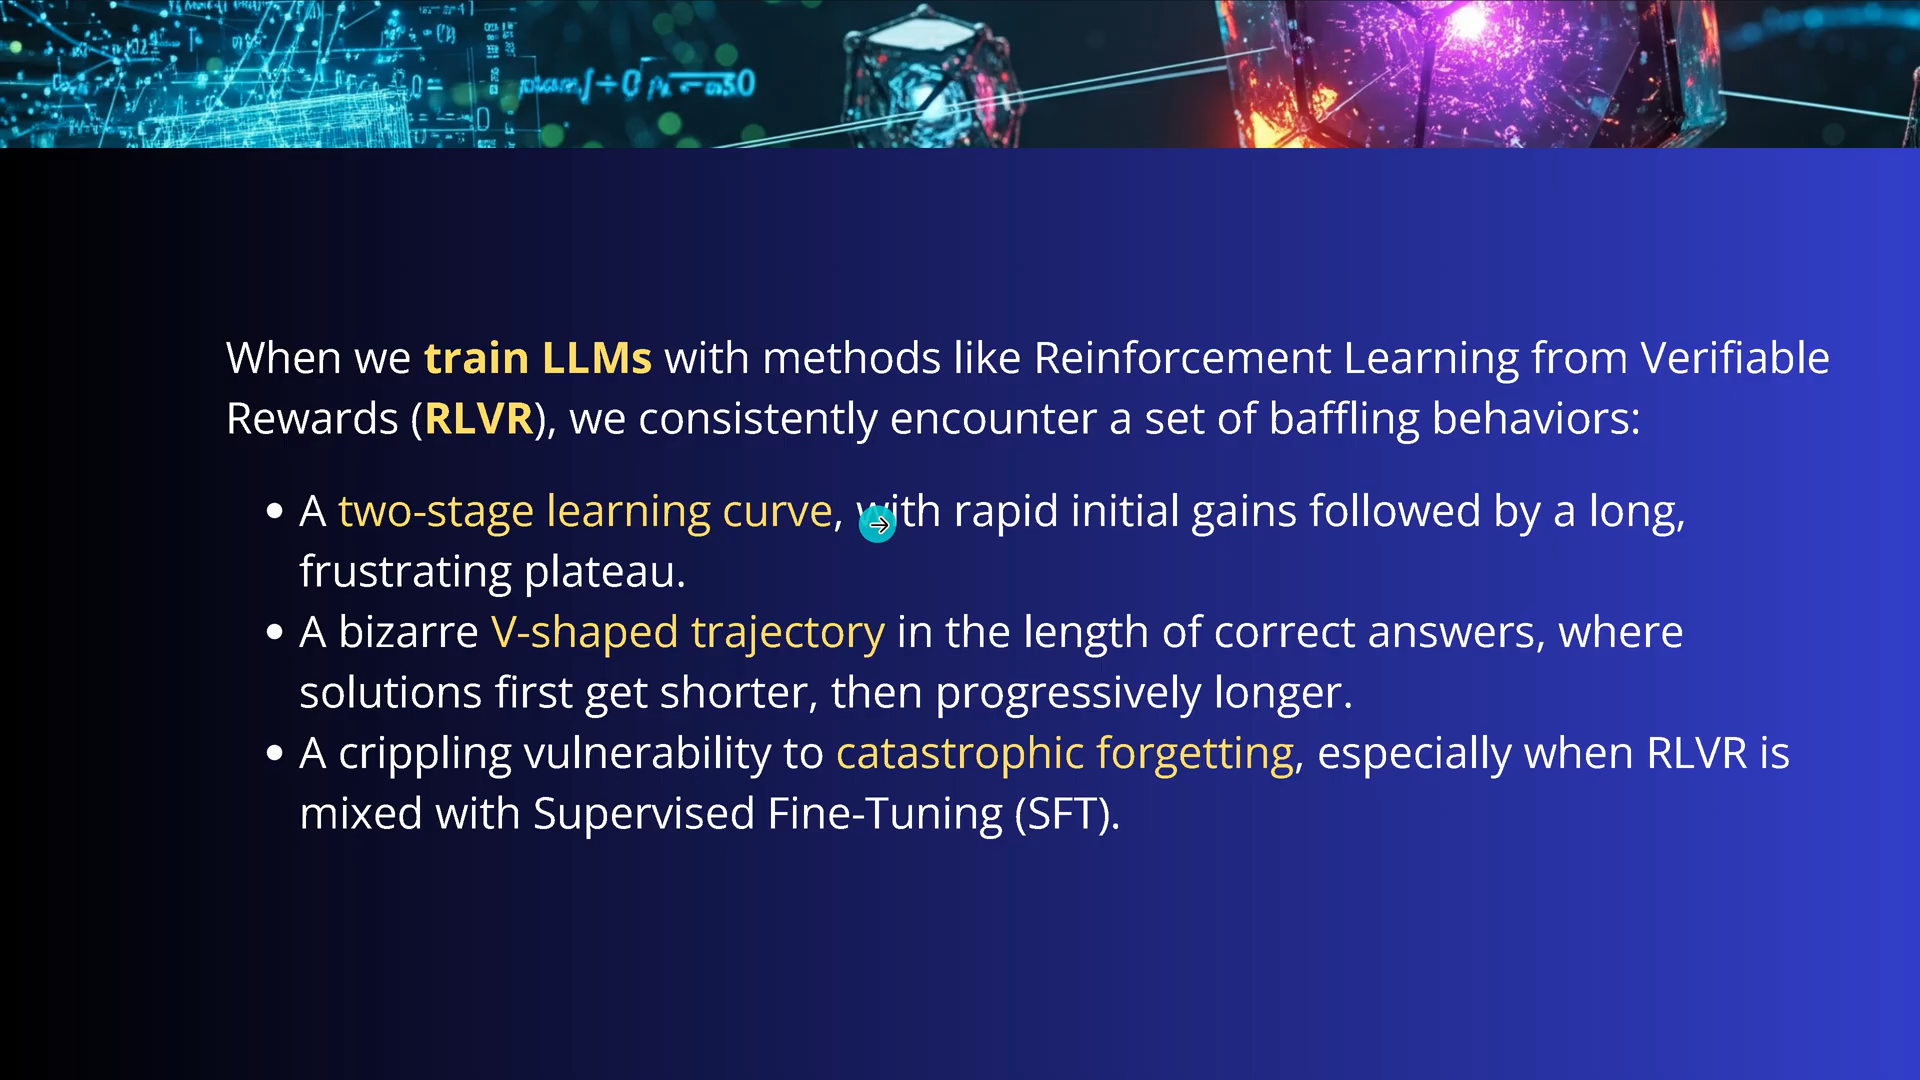 When we train LLMs with methods like Reinforcement Learning from Verifiable
Rewards (RLVR), we consistently encounter a set of baffling behaviors:
• A two-stage learning curve, with rapid initial gains followed by a long,
frustrating plateau.
• A bizarre V-shaped trajectory in the length of correct answers, where
solutions first get shorter, then progressively longer.
• A crippling vulnerability to catastrophic forgetting, especially when RLVR is
mixed with Supervised Fine-Tuning (SFT).